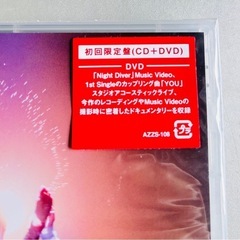 初回限定盤(CD+DVD)
DVD
「Night Diver」Music Video、
1st Singleのカップリング曲「YOU」
スタジオアコースティックライブ、
今作のレコーディングやMusic Videoの
撮影時に密着したドキュメンタリーを収録
AZZS-109